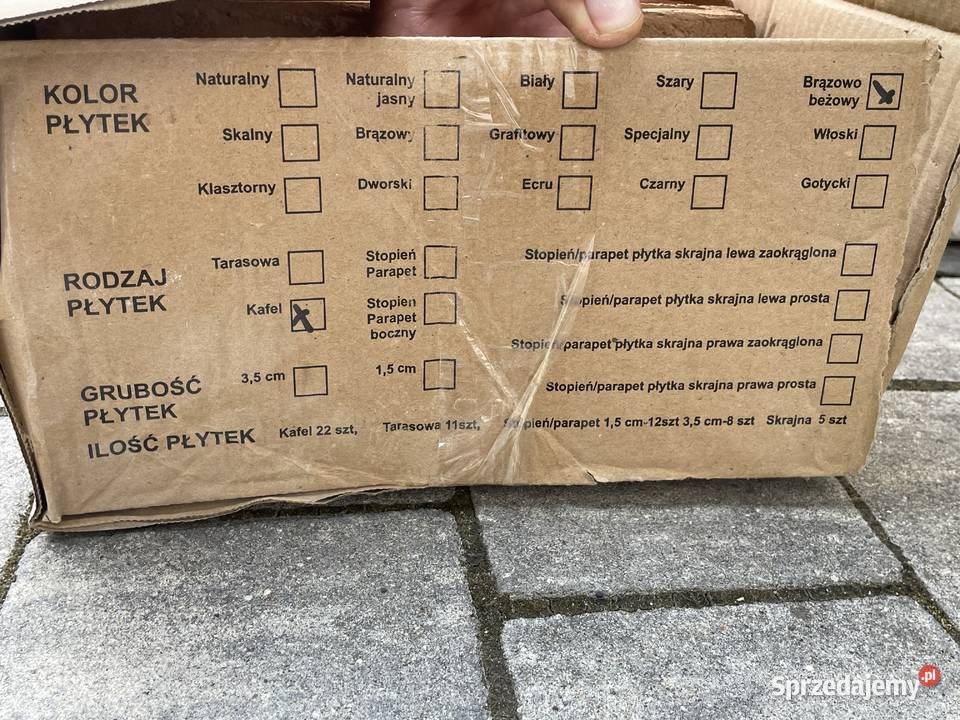 KOLOR PŁYTEK
Naturalny
Naturalny jasny
Biały
Szary
Brązowo beżowy
Skalny
Brązowy
Grafitowy
Specjalny
Włoski
Klasztorny
Dworski
Ecru
Czarny
Gotycki
RODZAJ PŁYTEK
Tarasowa
Stopień Parapet
Stopień/parapet płytka skrajna lewa zaokrąglona
Kafel
Stopień Parapet boczny
Stopień/parapet płytka skrajna lewa prosta
Stopień/parapet płytka skrajna prawa zaokrąglona
GRUBOŚĆ PŁYTEK
3,5 cm
1,5 cm
Stopień/parapet płytka skrajna prawa prosta
ILOŚĆ PŁYTEK
Kafel 22 szt, Tarasowa 11szt, Stopień/parapet 1,5 cm-12szt 3,5 cm-8 szt Skrajna 5 szt
Sprzedajemy.pl